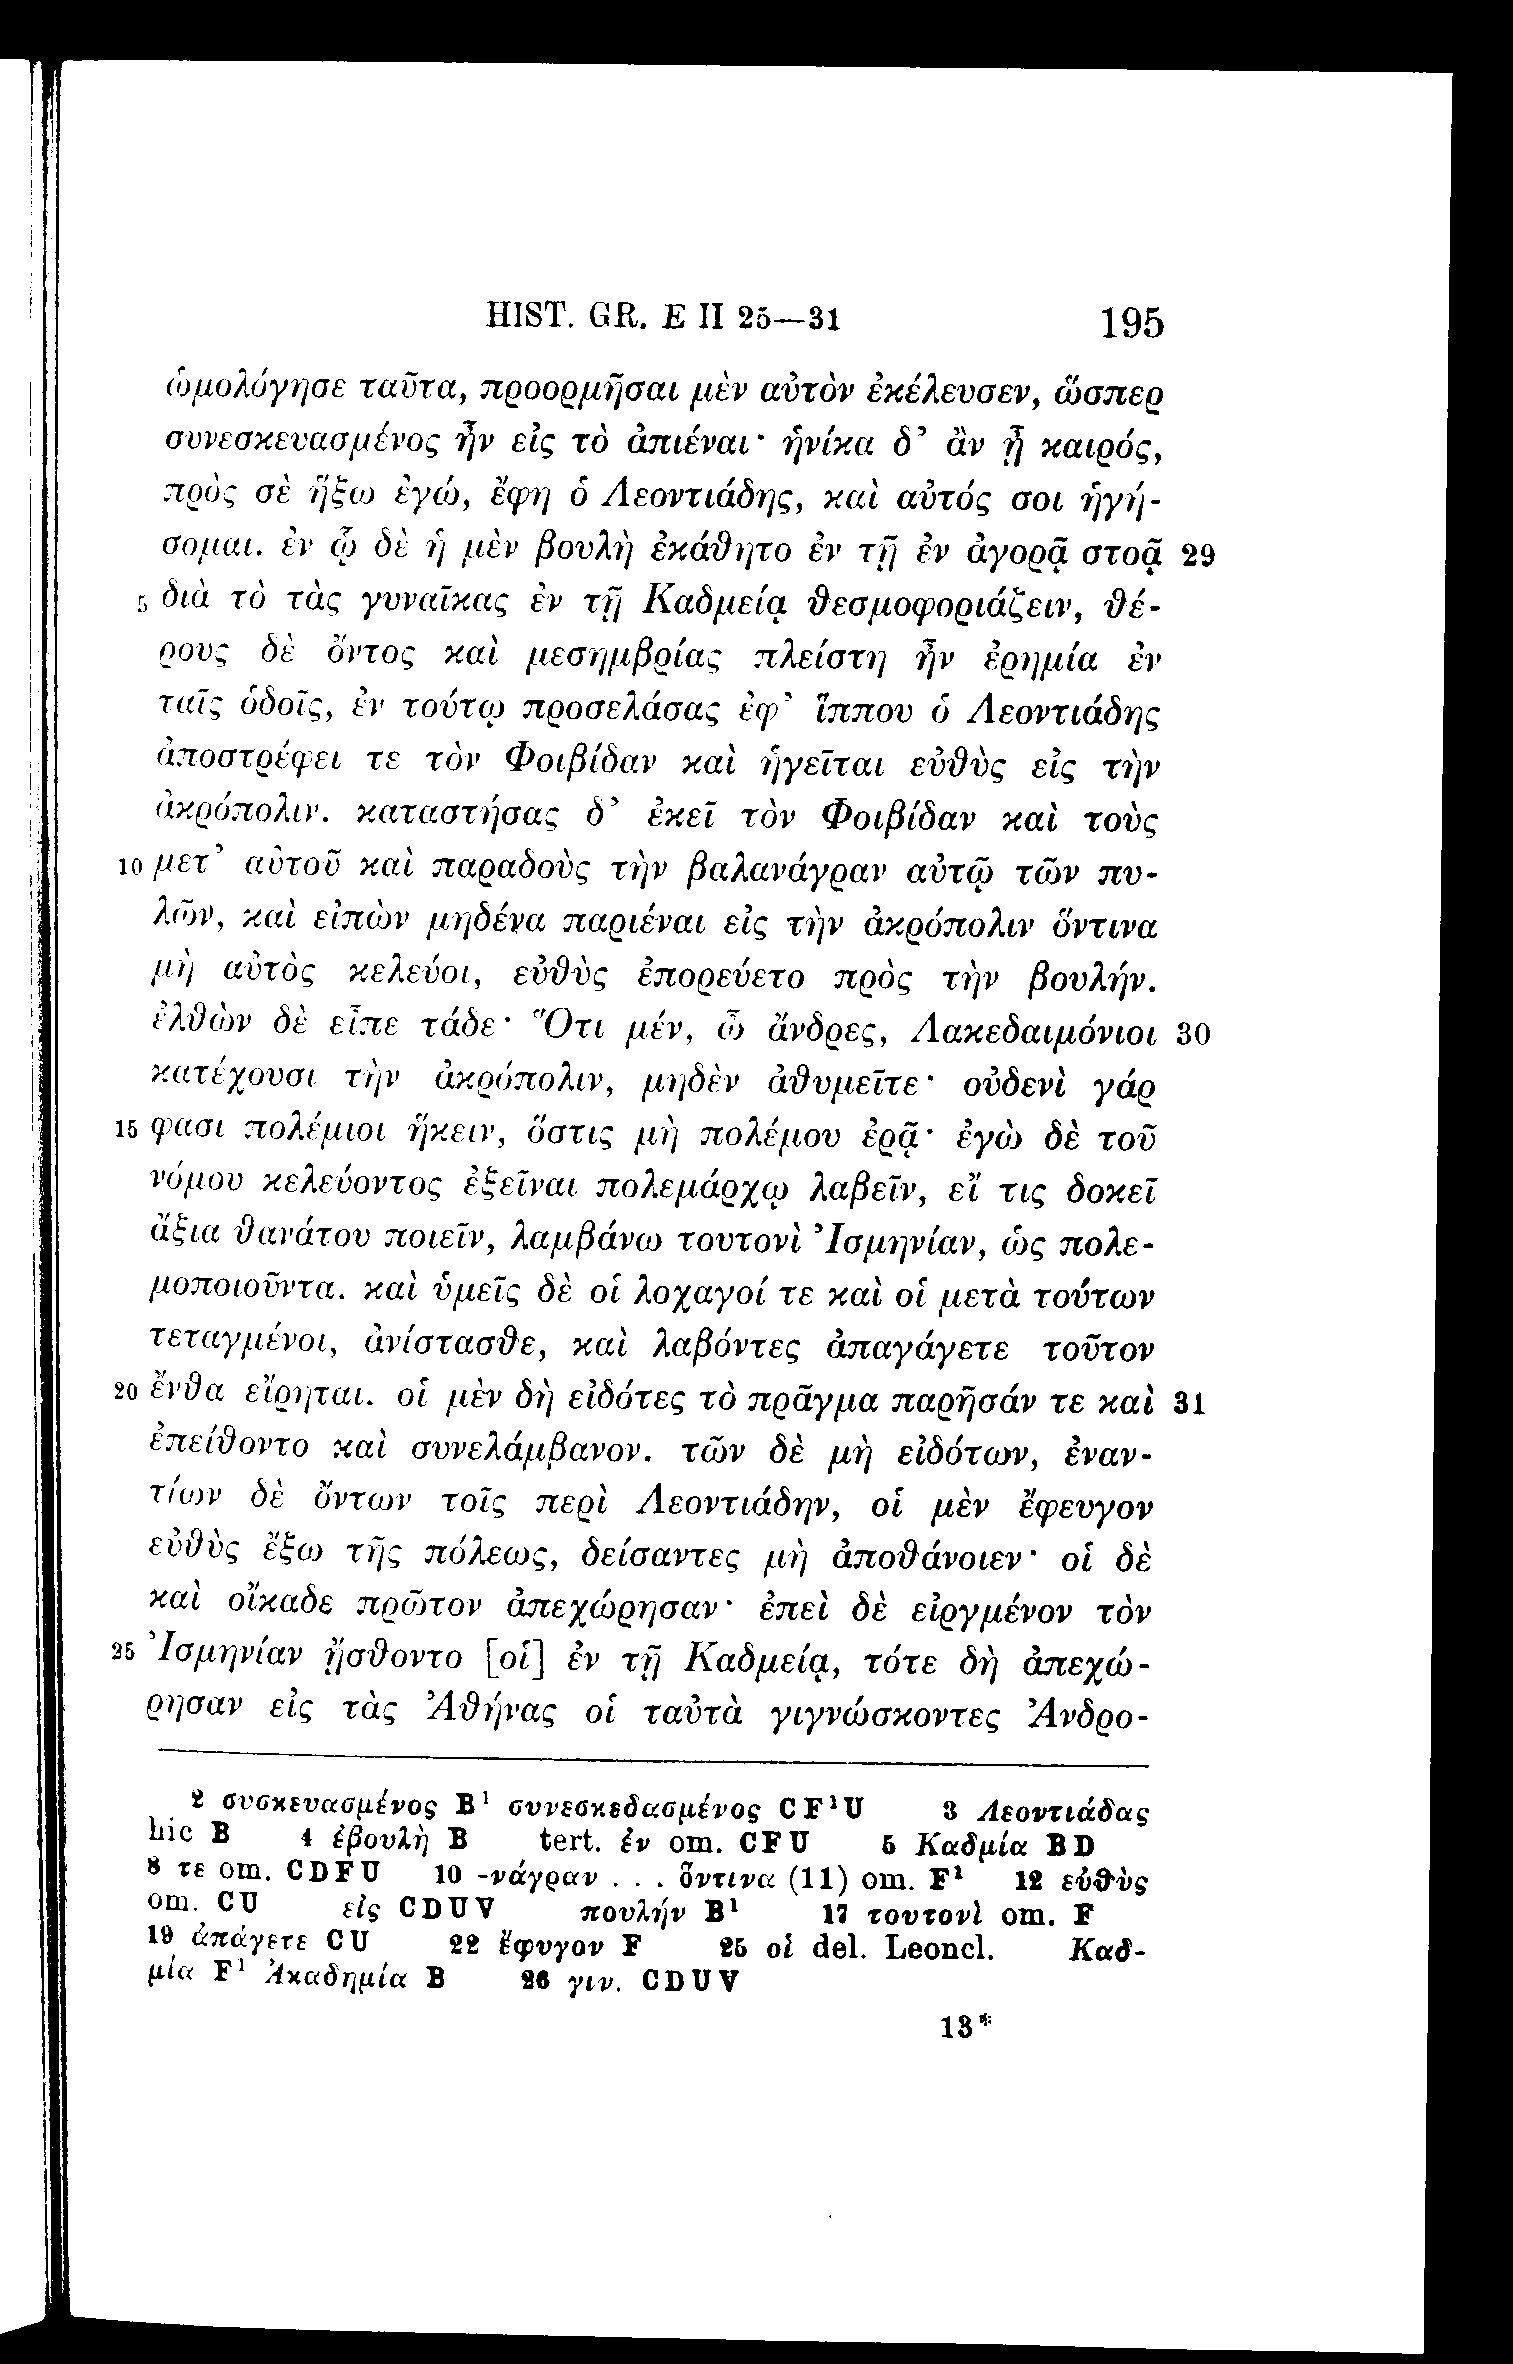 HIST. GR. E II 25—31 195
ὡμολόγησε ταῦτα, προορμῆσαι μὲν αὐτὸν ἐκέλευσεν, ὥσπερ
συνεσκευασμένος ἦν εἰς τὸ ἀπιέναι· ἡνίκα δ’ ἂν ᾖ καιρός,
πρὸς σὲ ἥξω ἐγώ, ἔφη ὁ Λεοντιάδης, καὶ αὐτός σοι ἡγή-
σομαι. ἐν ᾧ δὲ ἡ μὲν βουλὴ ἐκάθητο ἐν τῇ ἐν ἀγορᾷ στοᾷ 29
5 διὰ τὸ τὰς γυναῖκας ἐν τῇ Καδμείᾳ θεσμοφοριάζειν, θέ-
ρους δὲ ὄντος καὶ μεσημβρίας πλείστη ἦν ἐρημία ἐν
ταῖς ὁδοῖς, ἐν τούτῳ προσελάσας ἐφ’ ἵππου ὁ Λεοντιάδης
ἀποστρέφει τε τὸν Φοιβίδαν καὶ ἡγεῖται εὐθὺς εἰς τὴν
ἀκρόπολιν. καταστήσας δ’ ἐκεῖ τὸν Φοιβίδαν καὶ τοὺς
10 μετ’ αὐτοῦ καὶ παραδοὺς τὴν βαλανάγραν αὐτῷ τῶν πυ-
λῶν, καὶ εἰπὼν μηδένα παριέναι εἰς τὴν ἀκρόπολιν ὅντινα
μὴ αὐτὸς κελεύοι, εὐθὺς ἐπορεύετο πρὸς τὴν βουλήν.
ἐλθὼν δὲ εἶπε τάδε· Ὅτι μέν, ὦ ἄνδρες, Λακεδαιμόνιοι 30
κατέχουσι τὴν ἀκρόπολιν, μηδὲν ἀθυμεῖτε· οὐδενὶ γάρ
15 φασι πολέμιοι ἥκειν, ὅστις μὴ πολέμου ἐρᾷ· ἐγὼ δὲ τοῦ
νόμου κελεύοντος ἐξεῖναι πολεμάρχῳ λαβεῖν, εἴ τις δοκεῖ
ἄξια θανάτου ποιεῖν, λαμβάνω τουτονὶ Ἰσμηνίαν, ὡς πολε-
μοποιοῦντα. καὶ ὑμεῖς δὲ οἱ λοχαγοί τε καὶ οἱ μετὰ τούτων
τεταγμένοι, ἀνίστασθε, καὶ λαβόντες ἀπαγάγετε τοῦτον
20 ἔνθα εἴρηται. οἱ μὲν δὴ εἰδότες τὸ πρᾶγμα παρῆσάν τε καὶ 31
ἐπείθοντο καὶ συνελάμβανον. τῶν δὲ μὴ εἰδότων, ἐναν-
τίων δὲ ὄντων τοῖς περὶ Λεοντιάδην, οἱ μὲν ἔφευγον
εὐθὺς ἔξω τῆς πόλεως, δείσαντες μὴ ἀποθάνοιεν· οἱ δὲ
καὶ οἴκαδε πρῶτον ἀπεχώρησαν· ἐπεὶ δὲ εἰργμένον τὸν
25 Ἰσμηνίαν ᾔσθοντο [οἱ] ἐν τῇ Καδμείᾳ, τότε δὴ ἀπεχώ-
ρησαν εἰς τὰς Ἀθήνας οἱ ταὐτὰ γιγνώσκοντες Ἀνδρο-
2 συσκευασμένος B¹ συνεσκεδασμένος CF¹U 3 Λεοντιάδας
hic B 4 ἐβουλὴ B tert. ἐν om. CFU 5 Καδμία BD
8 τε om. CDFU 10 -νάγραν . . . ὅντινα (11) om. F¹ 12 εὐθὺς
om. CU εἰς CDUV πουλήν B¹ 17 τουτονὶ om. F
19 ἀπάγετε CU 22 ἔφυγον F 25 οἱ del. Leoncl. Καδ-
μία F¹ Ἀκαδημία B 26 γιν. CDUV
13*